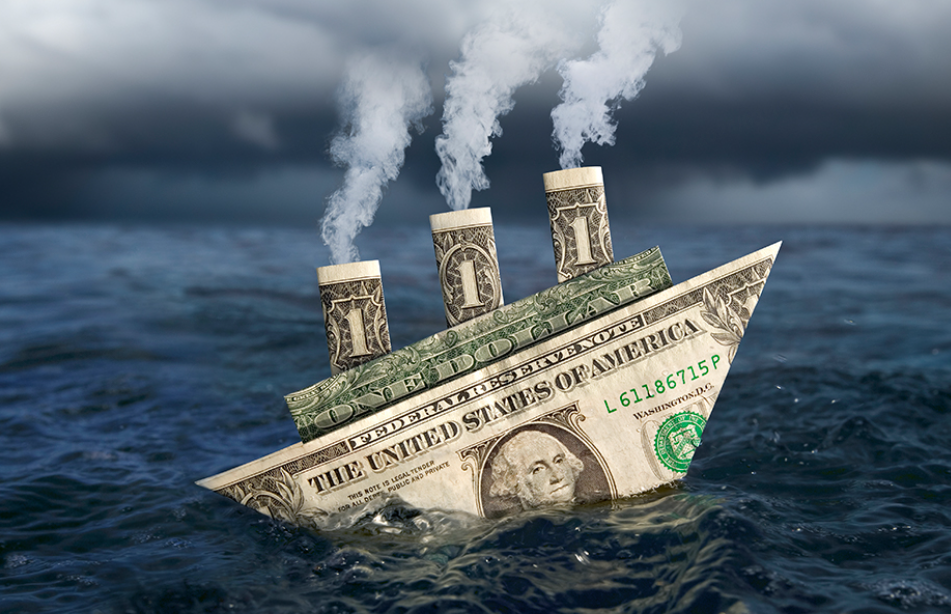 1
1
1
ONE DOLLAR
FEDERAL RESERVE NOTE
THE UNITED STATES OF AMERICA
L 61186715 P
WASHINGTON, D.C.
THIS NOTE IS LEGAL TENDER
FOR ALL DEBTS, PUBLIC AND PRIVATE